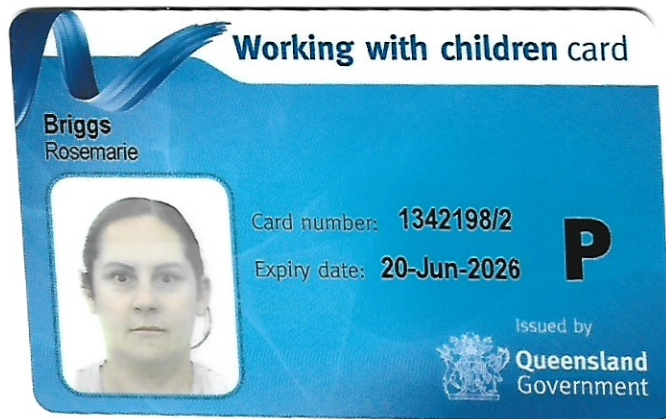 Working with children card
Briggs
Rosemarie
Card number: 1342198/2
Expiry date: 20-Jun-2026
P
Issued by
Queensland
Government